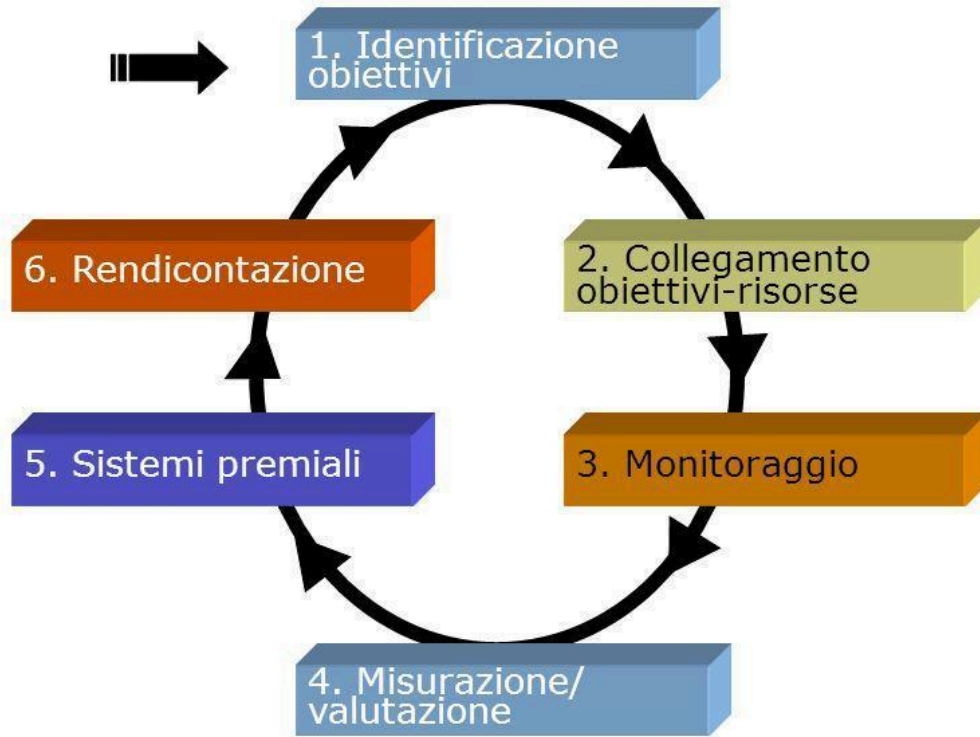 1. Identificazione
obiettivi
2. Collegamento
obiettivi-risorse
3. Monitoraggio
4. Misurazione/
valutazione
5. Sistemi premiali
6. Rendicontazione